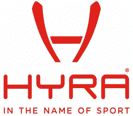 HYRA®
IN THE NAME OF SPORT